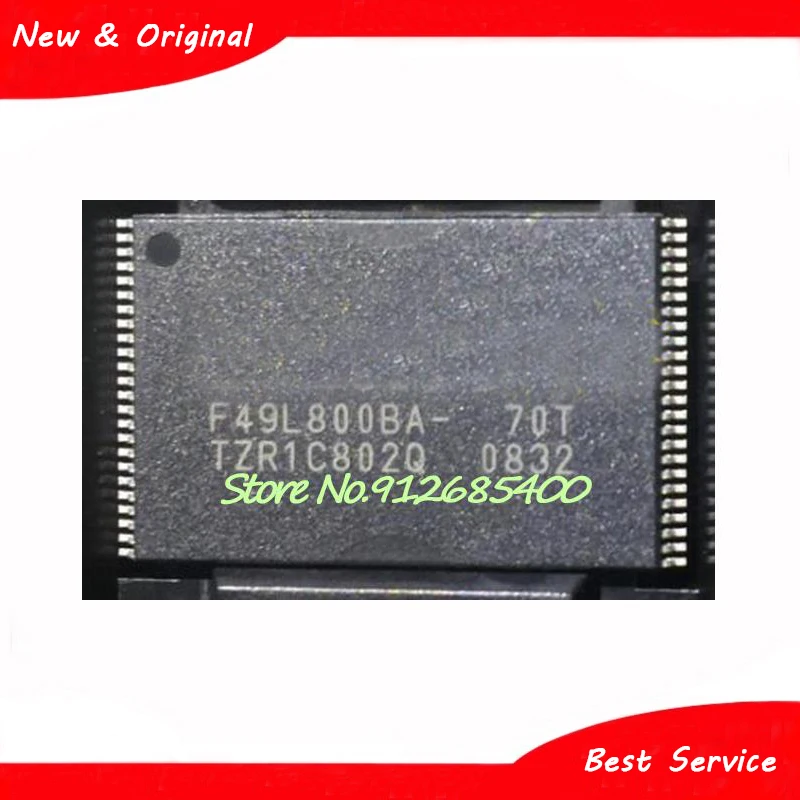 New & Original
F49L800BA- 70T
TZR1C802Q 0832
Store No.912685400
Best Service